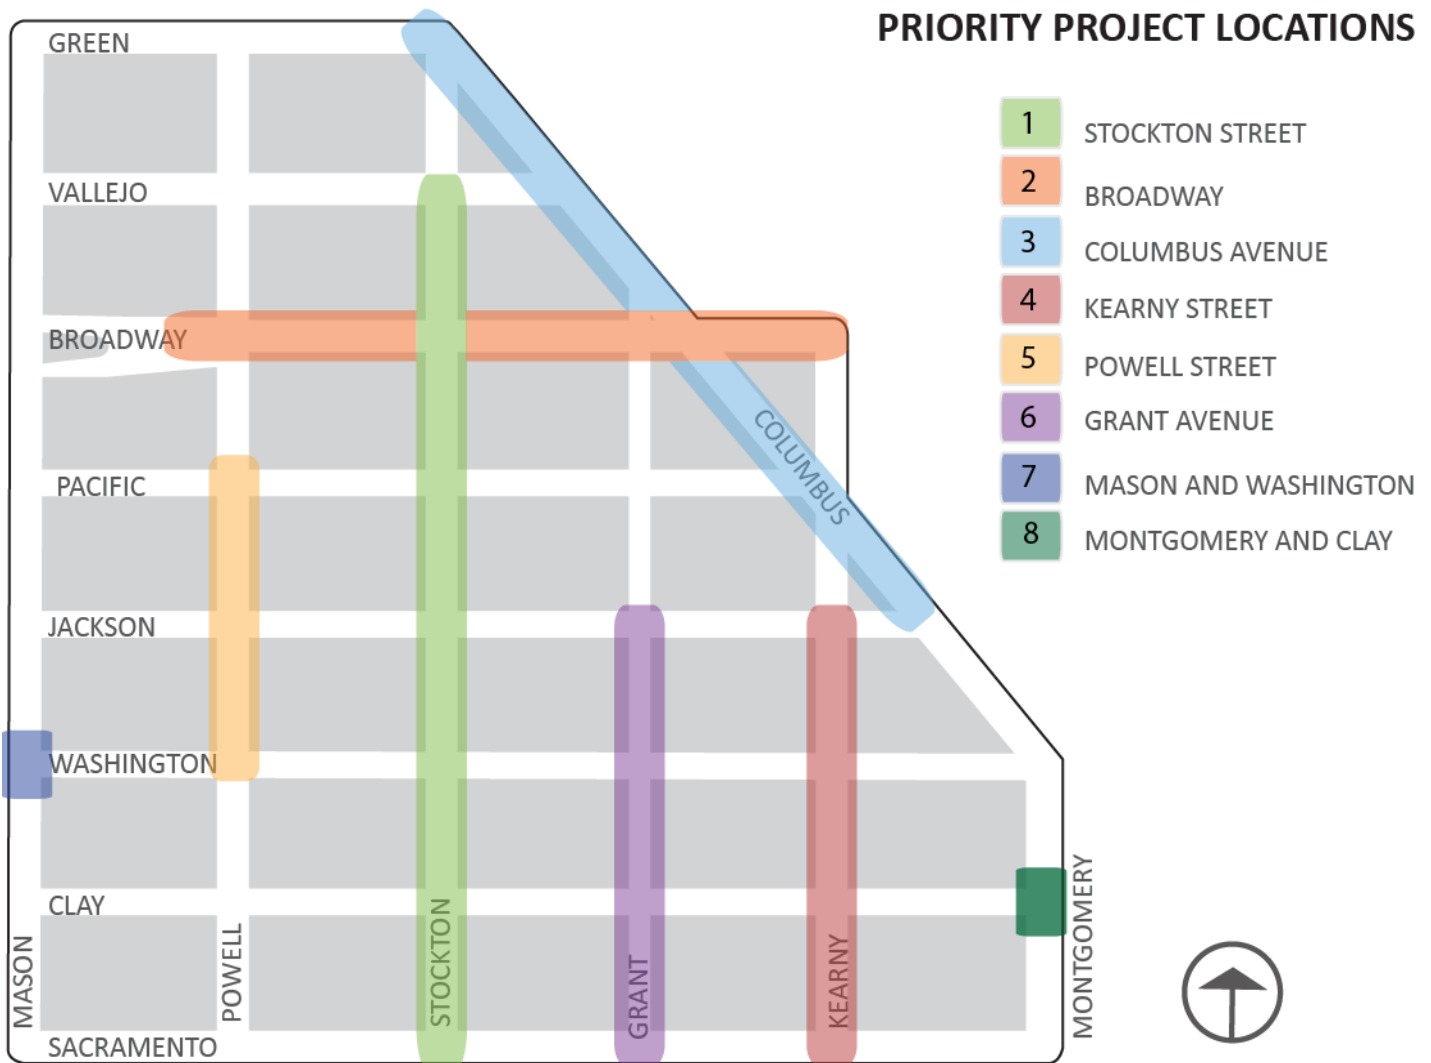 PRIORITY PROJECT LOCATIONS
1 STOCKTON STREET
2 BROADWAY
3 COLUMBUS AVENUE
4 KEARNY STREET
5 POWELL STREET
6 GRANT AVENUE
7 MASON AND WASHINGTON
8 MONTGOMERY AND CLAY
GREEN
VALLEJO
BROADWAY
COLUMBUS
PACIFIC
JACKSON
WASHINGTON
CLAY
MASON
POWELL
STOCKTON
GRANT
KEARNY
MONTGOMERY
SACRAMENTO